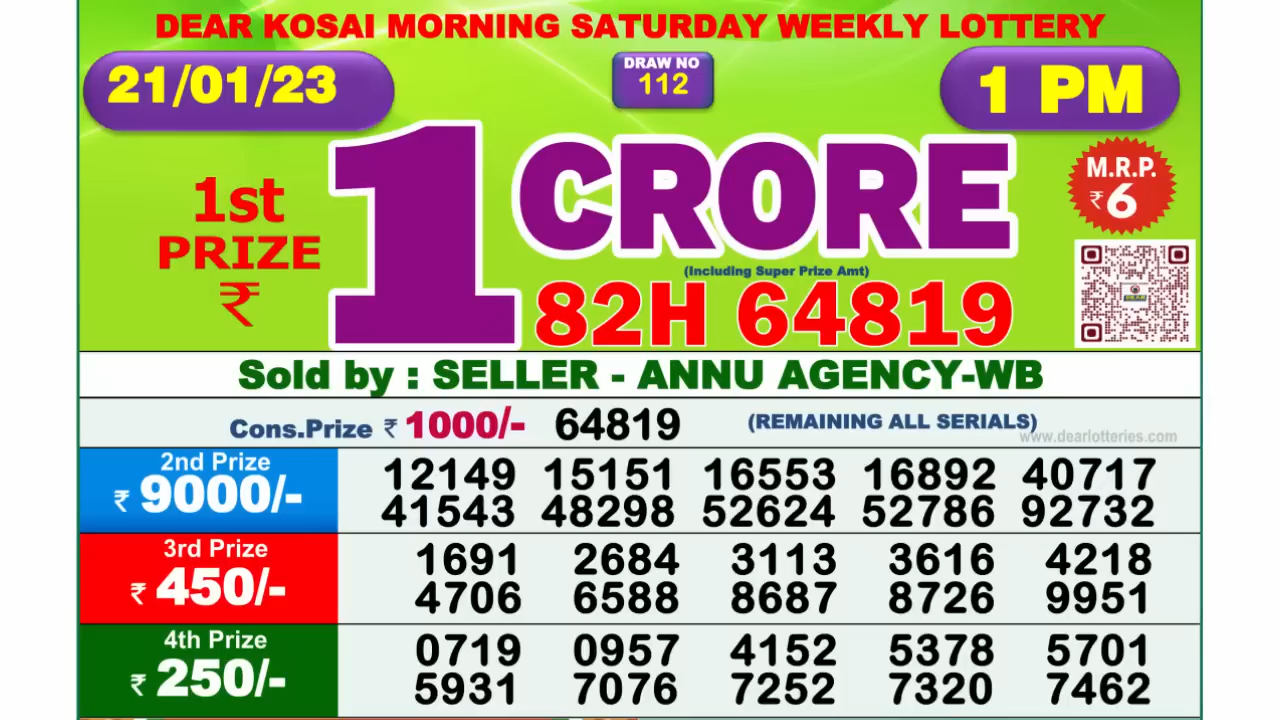 DEAR KOSAI MORNING SATURDAY WEEKLY LOTTERY
21/01/23
DRAW NO
112
1 PM
1st
PRIZE
₹
1 CRORE
(Including Super Prize Amt)
82H 64819
M.R.P.
₹6
Sold by : SELLER - ANNU AGENCY-WB
Cons.Prize ₹ 1000/- 64819 (REMAINING ALL SERIALS)
www.dearlotteries.com
2nd Prize
₹ 9000/-
12149 15151 16553 16892 40717
41543 48298 52624 52786 92732
3rd Prize
₹ 450/-
1691 2684 3113 3616 4218
4706 6588 8687 8726 9951
4th Prize
₹ 250/-
0719 0957 4152 5378 5701
5931 7076 7252 7320 7462